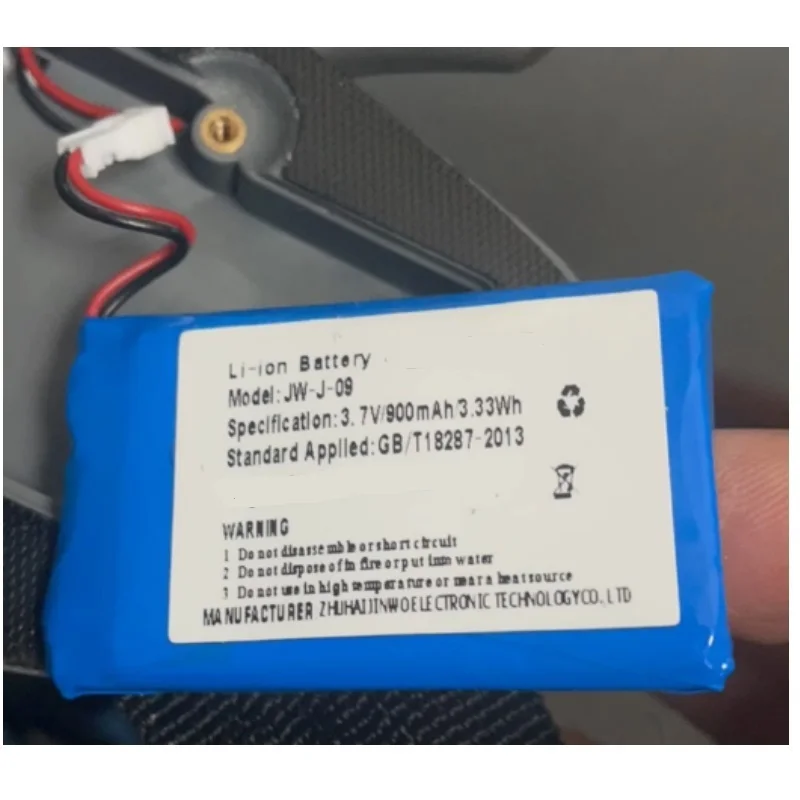 Li-ion Battery
Model: JW-J-09
Specification: 3.7V/900mAh/3.33Wh
Standard Applied: GB/T18287-2013
WARNING
1 Do not disassemble or short circuit
2 Do not dispose of in fire or put into water
3 Do not use in high temperature or near a heat source
MANUFACTURER ZHUHAI JINWO ELECTRONIC TECHNOLOGY CO. LTD